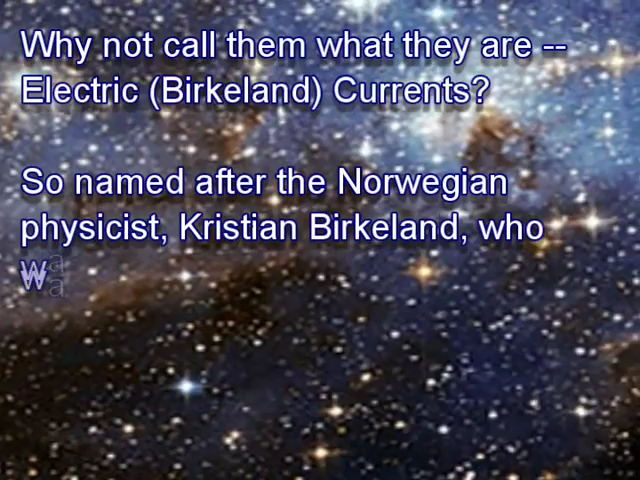 Why not call them what they are --
Electric (Birkeland) Currents?
So named after the Norwegian
physicist, Kristian Birkeland, who